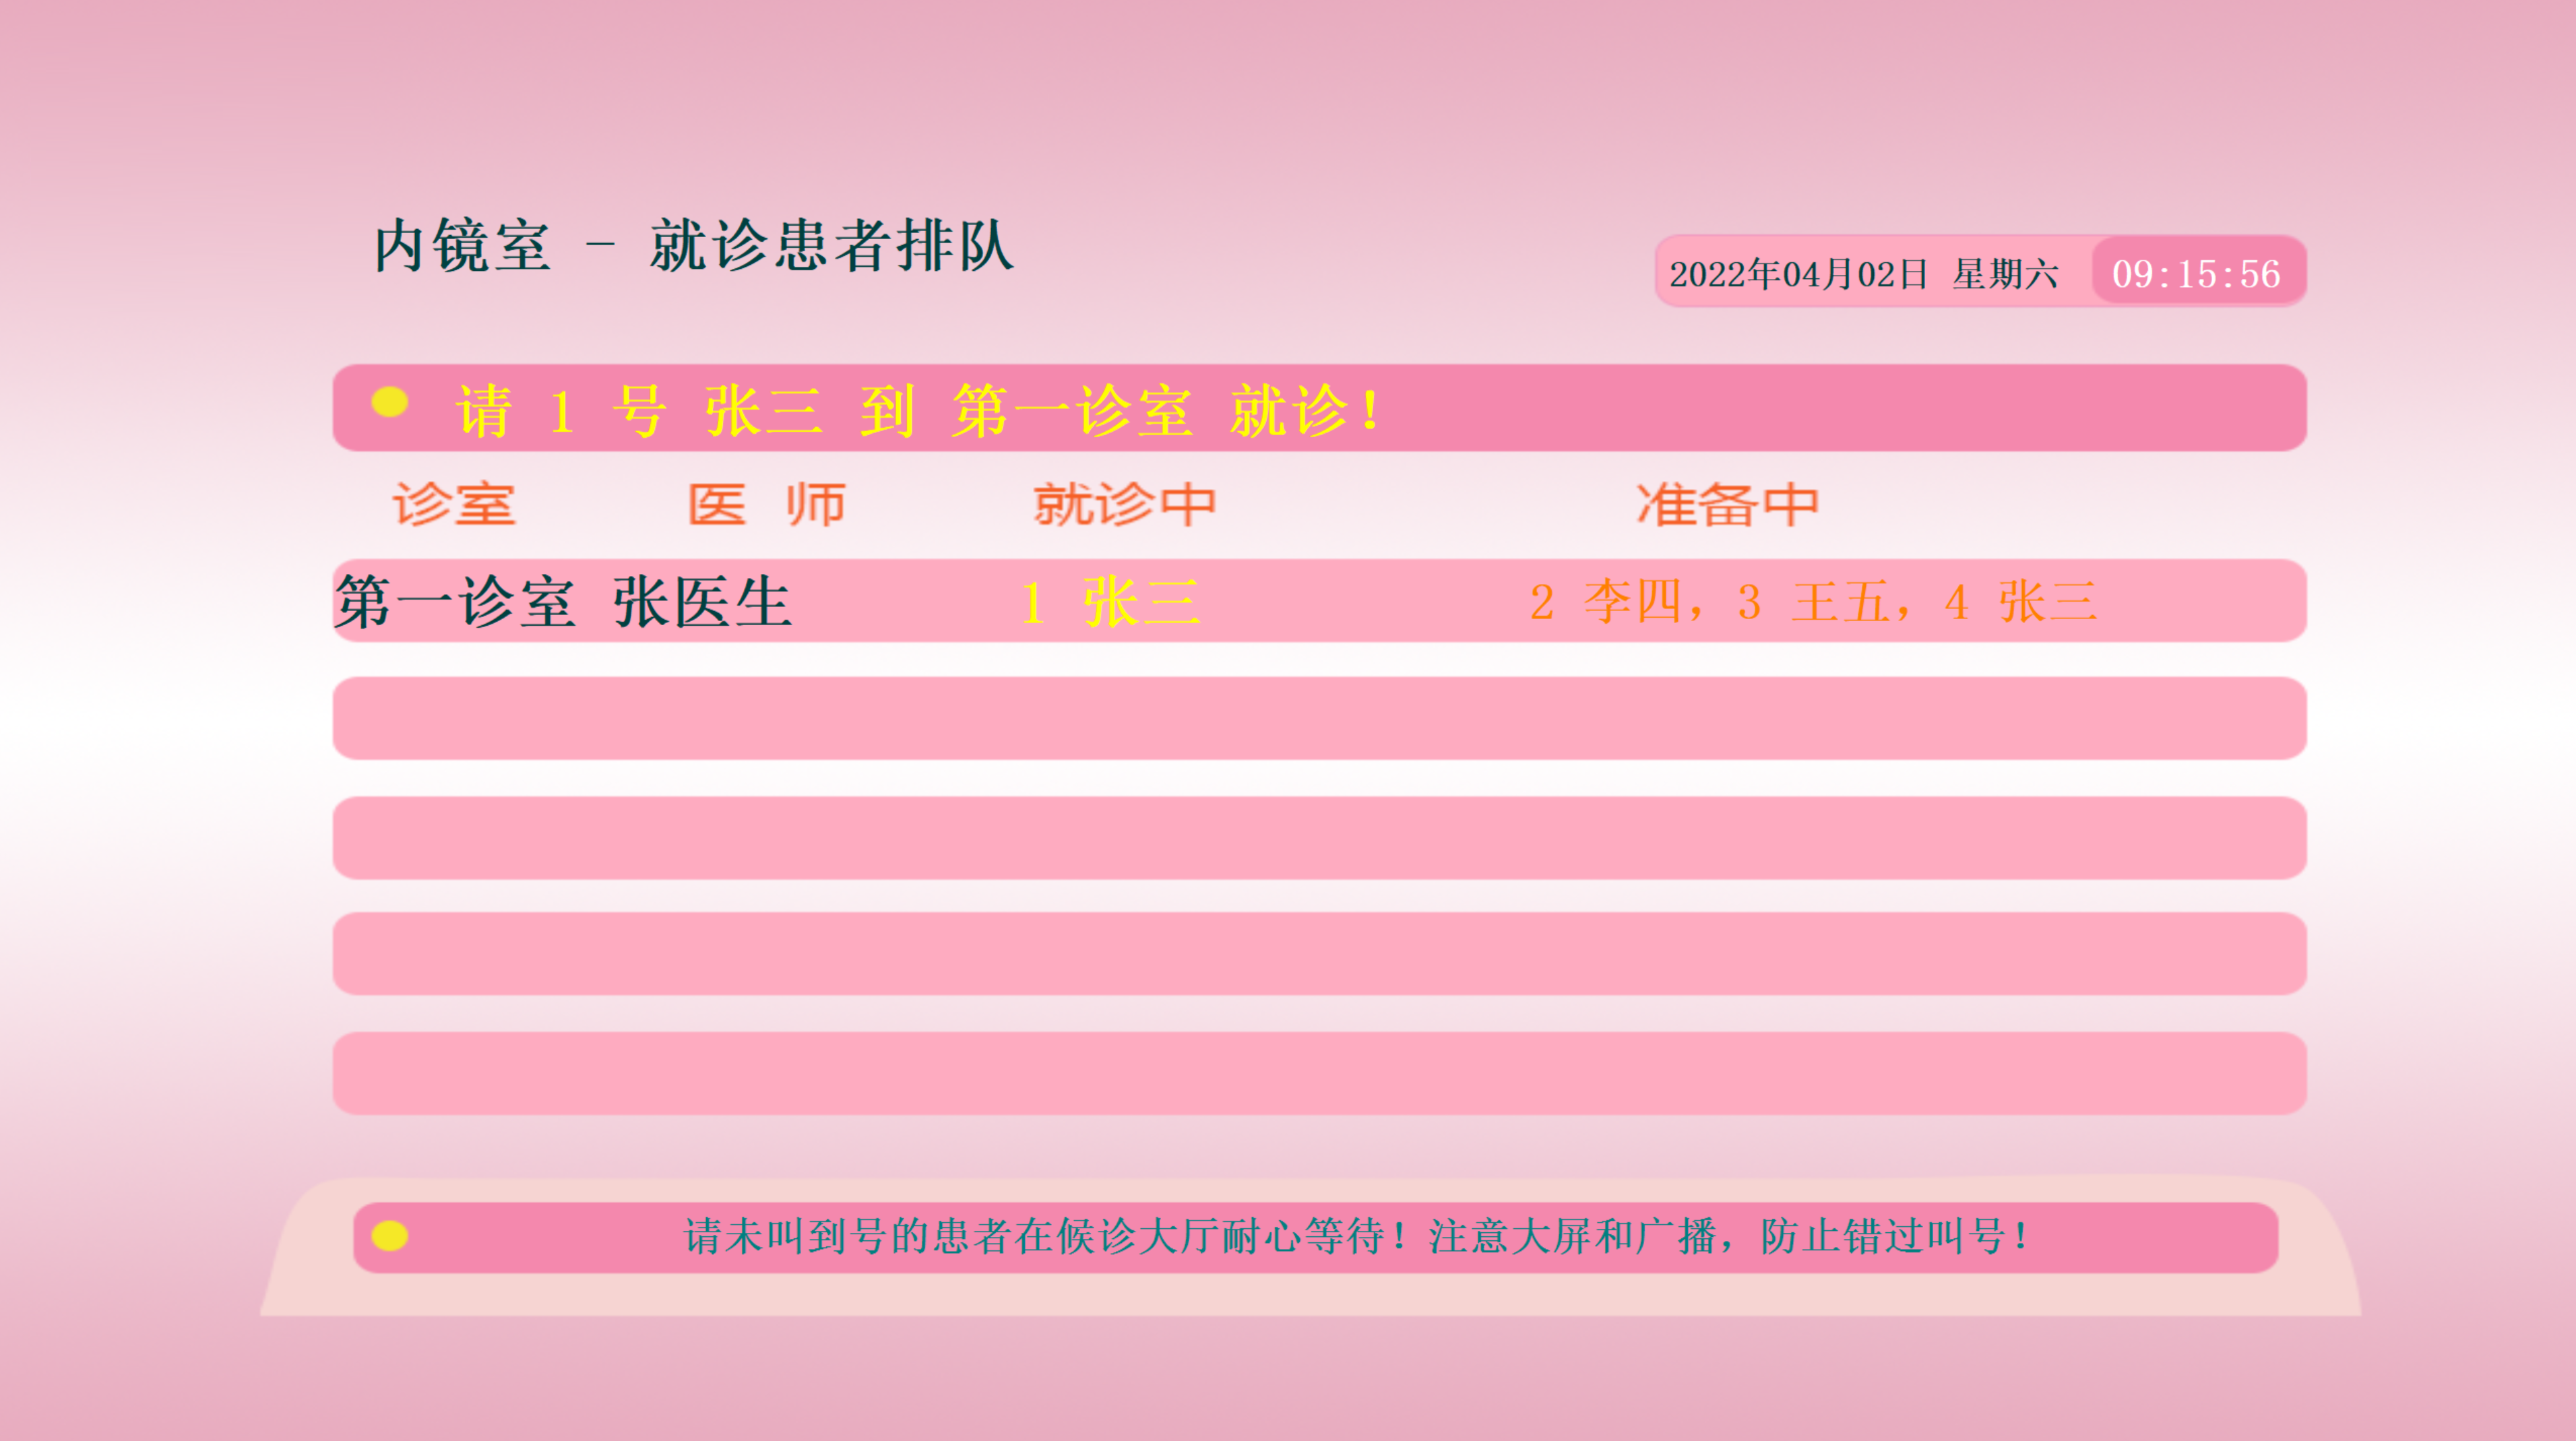 内镜室 - 就诊患者排队
2022年04月02日 星期六 09:15:56
请 1 号 张三 到 第一诊室 就诊！
诊室 医 师 就诊中 准备中
第一诊室 张医生 1 张三 2 李四，3 王五，4 张三
请未叫到号的患者在候诊大厅耐心等待！注意大屏和广播，防止错过叫号！